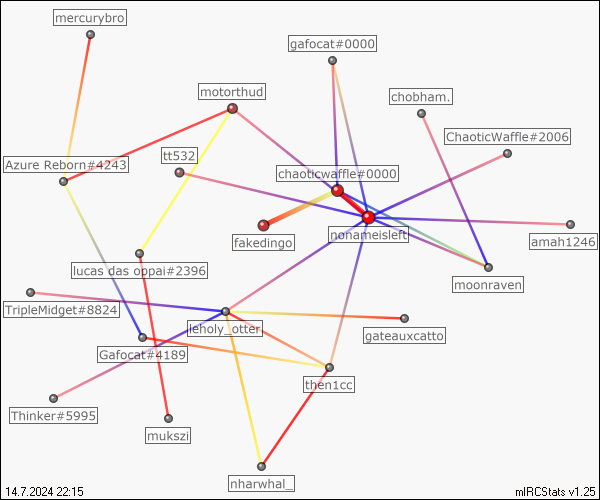 mercurybro
gafocat#0000
motorthud
chobham.
ChaoticWaffle#2006
tt532
Azure Reborn#4243
chaoticwaffle#0000
fakedingo
nonameisleft
amah1246
lucas das oppai#2396
moonraven
TripleMidget#8824
leholy_otter
gateauxcatto
Gafocat#4189
then1cc
Thinker#5995
mukszi
nharwhal_
14.7.2024 22:15
mIRCStats v1.25